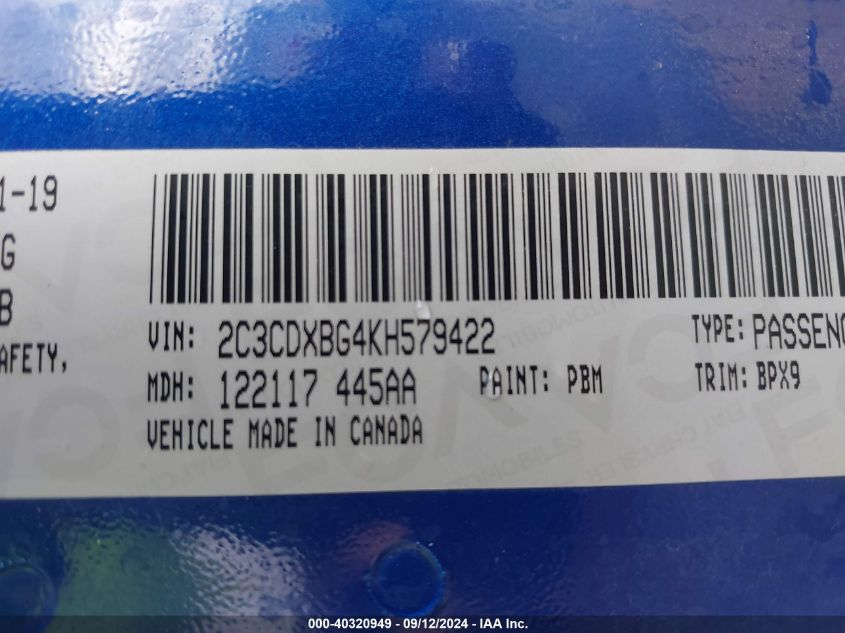 1-19
G
B
AFETY,
VIN: 2C3CDXBG4KH579422
TYPE: PASSENG
MDH: 122117 445AA
PAINT: PBM
TRIM: BPX9
VEHICLE MADE IN CANADA
000-40320949 - 09/12/2024 - IAA Inc.